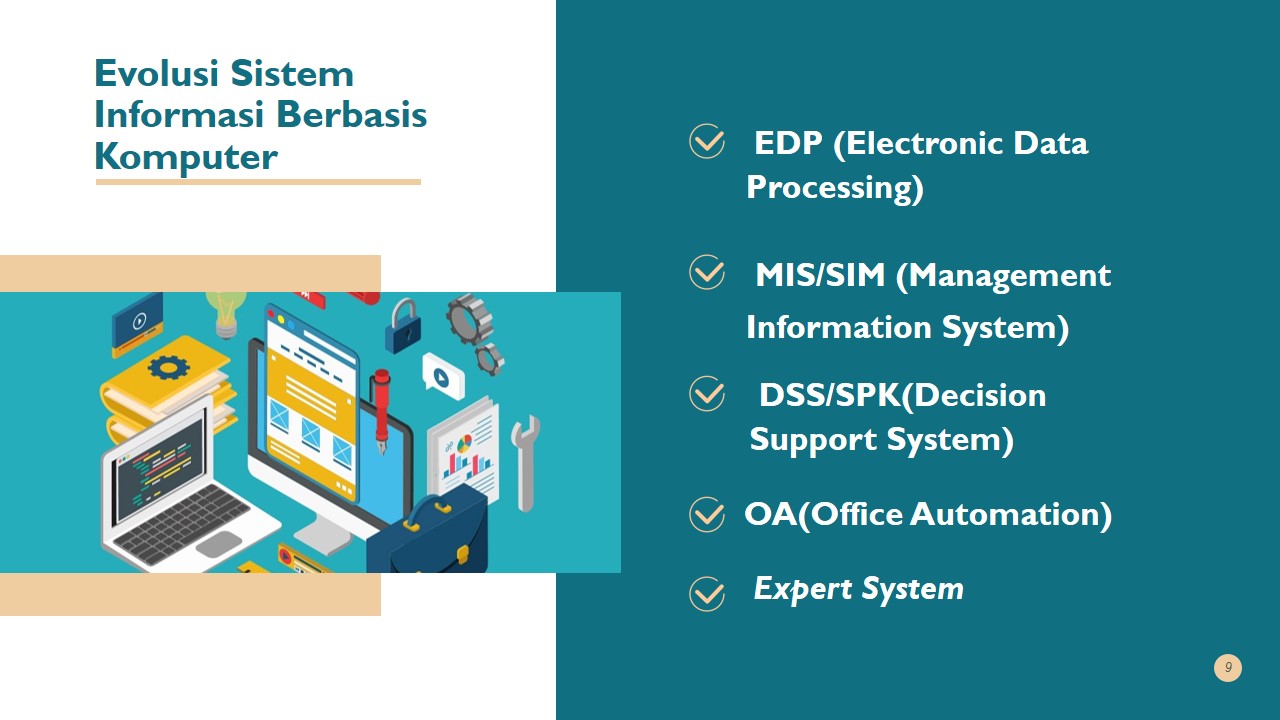 Evolusi Sistem
Informasi Berbasis
Komputer
EDP (Electronic Data
Processing)
MIS/SIM (Management
Information System)
DSS/SPK(Decision
Support System)
OA(Office Automation)
Expert System
9